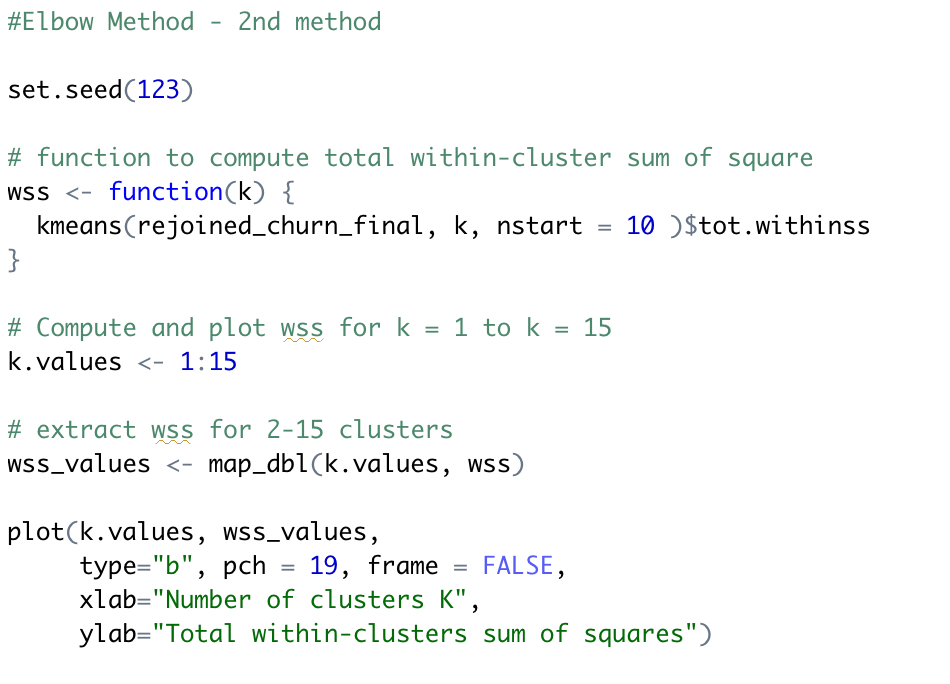 #Elbow Method - 2nd method
set.seed(123)
# function to compute total within-cluster sum of square
wss <- function(k) {
  kmeans(rejoined_churn_final, k, nstart = 10 )$tot.withinss
}
# Compute and plot wss for k = 1 to k = 15
k.values <- 1:15
# extract wss for 2-15 clusters
wss_values <- map_dbl(k.values, wss)
plot(k.values, wss_values,
     type="b", pch = 19, frame = FALSE,
     xlab="Number of clusters K",
     ylab="Total within-clusters sum of squares")